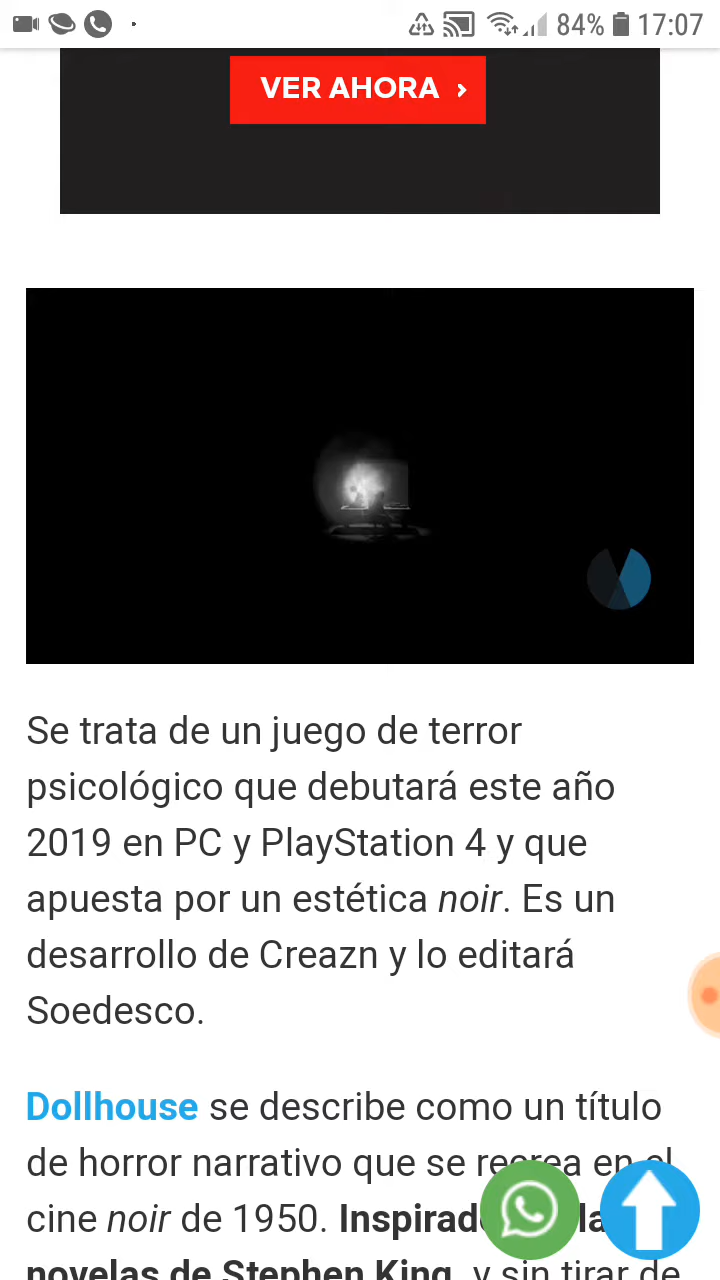 84% 17:07
VER AHORA
Se trata de un juego de terror
psicológico que debutará este año
2019 en PC y PlayStation 4 y que
apuesta por un estética noir. Es un
desarrollo de Creazn y lo editará
Soedesco.
Dollhouse se describe como un título
de horror narrativo que se recrea en el
cine noir de 1950.
novelas de Stephen King, y sin tirar de